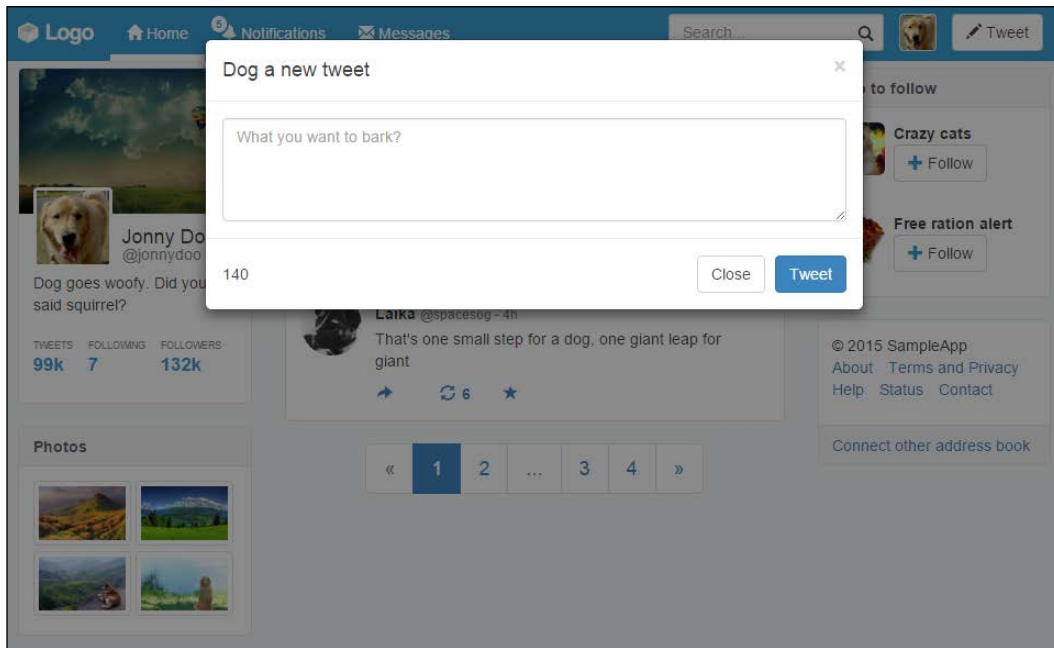 Logo
Home
5
Notifications
Messages
Search...
Tweet
Dog a new tweet
×
What you want to bark?
140
Close
Tweet
Jonny Do
@jonnydoo
Dog goes woofy. Did you
said squirrel?
TWEETS FOLLOWING FOLLOWERS
99k 7 132k
Photos
Laika @spacesog - 4h
That's one small step for a dog, one giant leap for
giant
6
« 1 2 ... 3 4 »
to follow
Crazy cats
Follow
Free ration alert
Follow
© 2015 SampleApp
About Terms and Privacy
Help Status Contact
Connect other address book